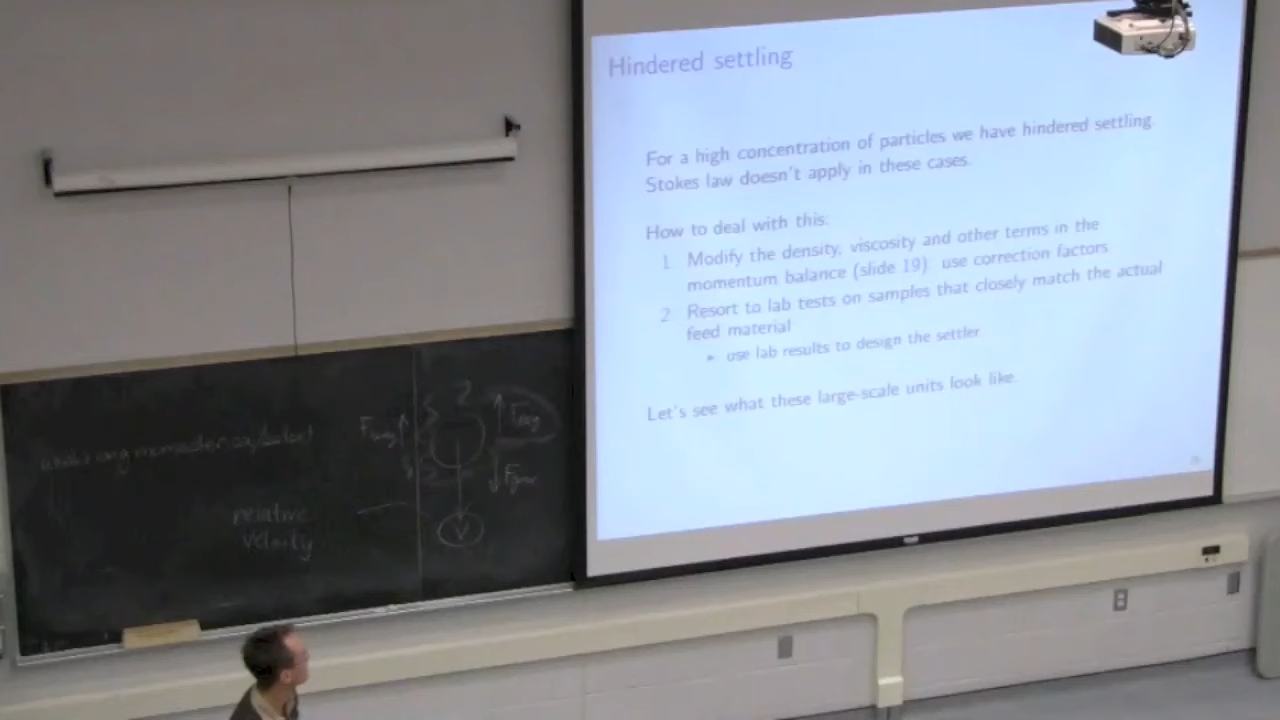 Hindered settling
For a high concentration of particles we have hindered settling.
Stokes law doesn't apply in these cases.
How to deal with this:
1. Modify the density, viscosity and other terms in the
momentum balance (slide 19): use correction factors
2. Resort to lab tests on samples that closely match the actual
feed material
use lab results to design the settler
Let's see what these large-scale units look like.
relative
velocity
V